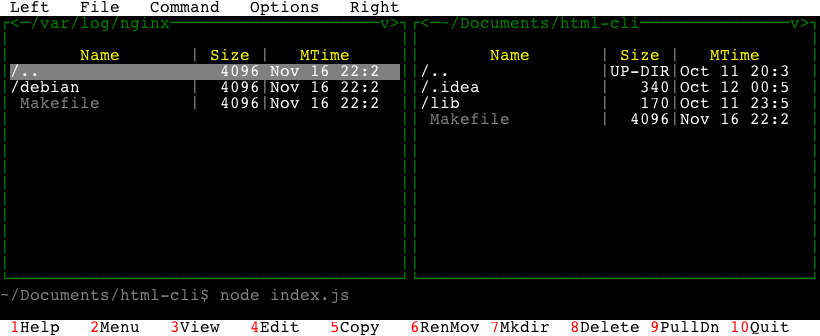 Left File Command Options Right
<~/var/log/nginx v> <~~/Documents/html-cli v>
Name | Size | MTime Name | Size | MTime
/.. 4096 Nov 16 22:2 /.. |UP-DIR|Oct 11 20:3
/debian | 4096|Nov 16 22:2 /.idea | 340|Oct 12 00:5
Makefile | 4096|Nov 16 22:2 /lib | 170|Oct 11 23:5
Makefile | 4096|Nov 16 22:2
~/Documents/html-cli$ node index.js
1Help 2Menu 3View 4Edit 5Copy 6RenMov 7Mkdir 8Delete 9PullDn 10Quit